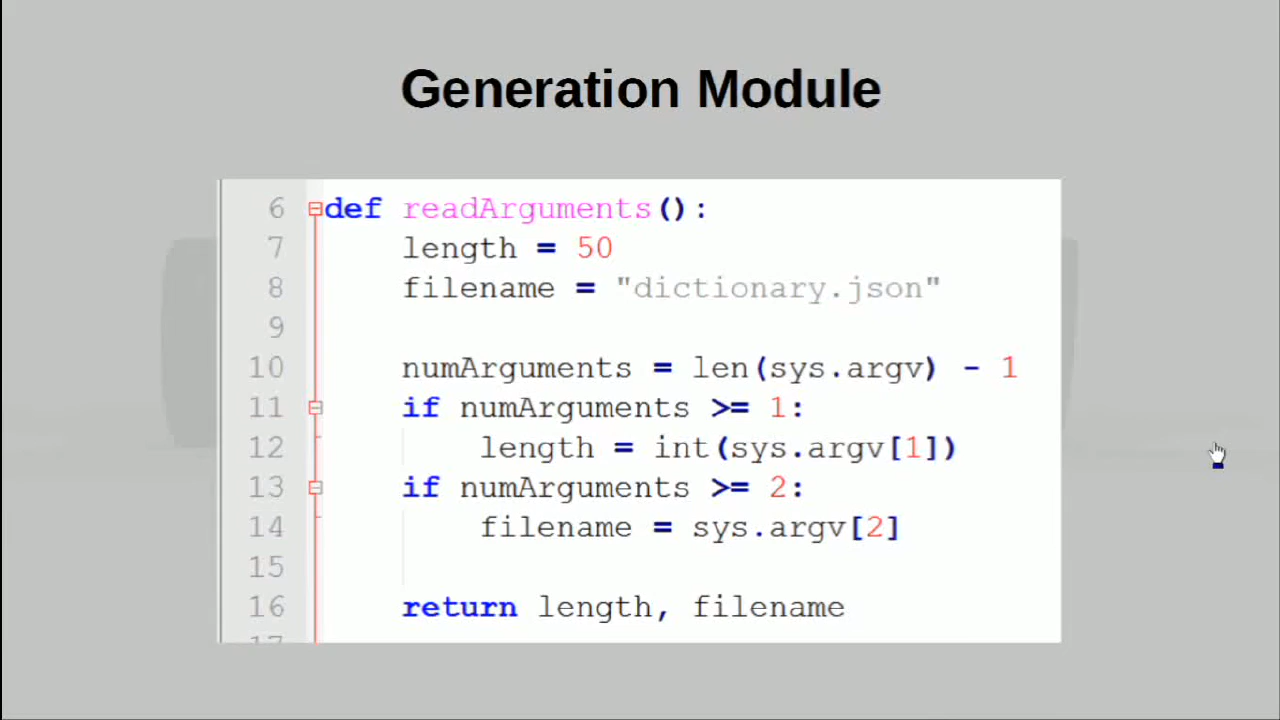 Generation Module
6 def readArguments():
7 length = 50
8 filename = "dictionary.json"
9
10 numArguments = len(sys.argv) - 1
11 if numArguments >= 1:
12 length = int(sys.argv[1])
13 if numArguments >= 2:
14 filename = sys.argv[2]
15
16 return length, filename
17